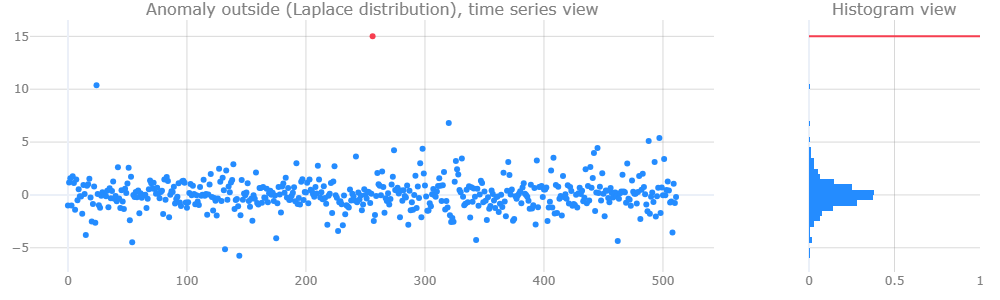 Anomaly outside (Laplace distribution), time series view
Histogram view
15
10
5
0
−5
0 100 200 300 400 500
0 0.5 1